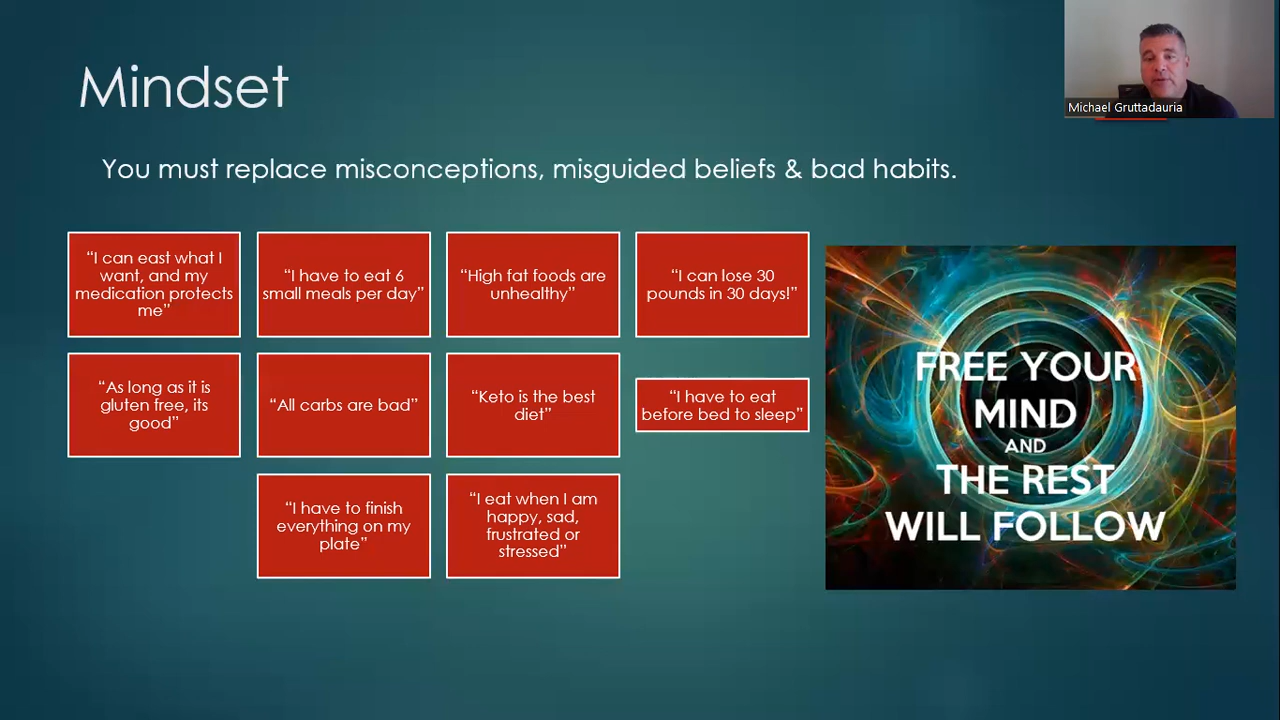 Mindset
Michael Gruttadauria
You must replace misconceptions, misguided beliefs & bad habits.
“I can east what I
want, and my
medication protects
me”
“I have to eat 6
small meals per day”
“High fat foods are
unhealthy”
“I can lose 30
pounds in 30 days!”
“As long as it is
gluten free, its
good”
“All carbs are bad”
“Keto is the best
diet”
“I have to eat
before bed to sleep”
“I have to finish
everything on my
plate”
“I eat when I am
happy, sad,
frustrated or
stressed”
FREE YOUR
MIND
AND
THE REST
WILL FOLLOW